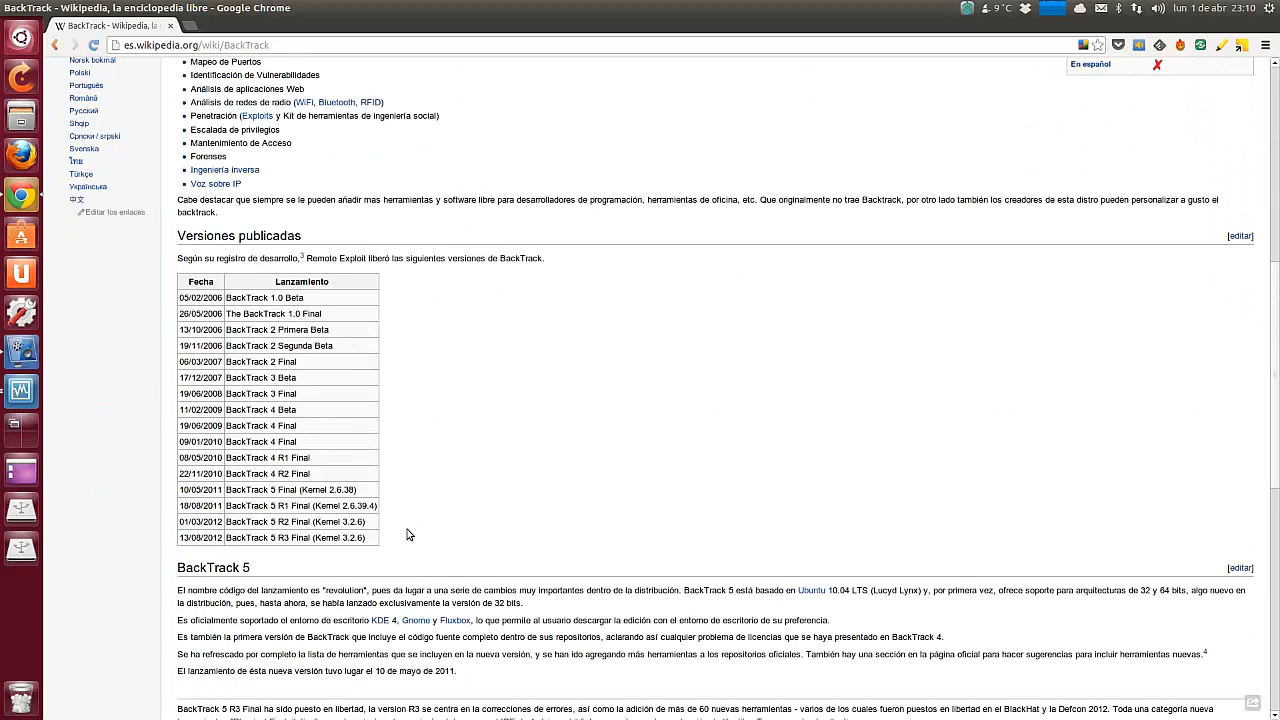 BackTrack - Wikipedia, la enciclopedia libre - Google Chrome
9 °C
lun 1 de abr
23:10
BackTrack - Wikipedia, la
es.wikipedia.org/wiki/BackTrack
Norsk bokmål
Polski
Português
Română
Русский
Shqip
Српски / srpski
Svenska
ไทย
Türkçe
Українська
中文
Editar los enlaces
En español
Mapeo de Puertos
Identificación de Vulnerabilidades
Análisis de aplicaciones Web
Análisis de redes de radio (WiFi, Bluetooth, RFID)
Penetración (Exploits y Kit de herramientas de ingeniería social)
Escalada de privilegios
Mantenimiento de Acceso
Forenses
Ingeniería inversa
Voz sobre IP
Cabe destacar que siempre se le pueden añadir mas herramientas y software libre para desarrolladores de programación, herramientas de oficina, etc. Que originalmente no trae Backtrack, por otro lado también los creadores de esta distro pueden personalizar a gusto el
backtrack.
Versiones publicadas
[editar]
Según su registro de desarrollo,3 Remote Exploit liberó las siguientes versiones de BackTrack.
Fecha Lanzamiento
05/02/2006 BackTrack 1.0 Beta
26/05/2006 The BackTrack 1.0 Final
13/10/2006 BackTrack 2 Primera Beta
19/11/2006 BackTrack 2 Segunda Beta
06/03/2007 BackTrack 2 Final
17/12/2007 BackTrack 3 Beta
19/06/2008 BackTrack 3 Final
11/02/2009 BackTrack 4 Beta
19/06/2009 BackTrack 4 Final
09/01/2010 BackTrack 4 Final
08/05/2010 BackTrack 4 R1 Final
22/11/2010 BackTrack 4 R2 Final
10/05/2011 BackTrack 5 Final (Kernel 2.6.38)
18/08/2011 BackTrack 5 R1 Final (Kernel 2.6.39.4)
01/03/2012 BackTrack 5 R2 Final (Kernel 3.2.6)
13/08/2012 BackTrack 5 R3 Final (Kernel 3.2.6)
BackTrack 5
[editar]
El nombre código del lanzamiento es "revolution", pues da lugar a una serie de cambios muy importantes dentro de la distribución. BackTrack 5 está basado en Ubuntu 10.04 LTS (Lucyd Lynx) y, por primera vez, ofrece soporte para arquitecturas de 32 y 64 bits, algo nuevo en
la distribución, pues, hasta ahora, se había lanzado exclusivamente la versión de 32 bits.
Es oficialmente soportado el entorno de escritorio KDE 4, Gnome y Fluxbox, lo que permite al usuario descargar la edición con el entorno de escritorio de su preferencia.
Es también la primera versión de BackTrack que incluye el código fuente completo dentro de sus repositorios, aclarando así cualquier problema de licencias que se haya presentado en BackTrack 4.
Se ha refrescado por completo la lista de herramientas que se incluyen en la nueva versión, y se han ido agregando más herramientas a los repositorios oficiales. También hay una sección en la página oficial para hacer sugerencias para incluir herramientas nuevas.4
El lanzamiento de ésta nueva versión tuvo lugar el 10 de mayo de 2011.
BackTrack 5 R3 Final ha sido puesto en libertad, la version R3 se centra en la correcciones de errores, así como la adición de más de 60 nuevas herramientas - varios de los cuales fueron puestos en libertad en el BlackHat y la Defcon 2012. Toda una categoría nueva